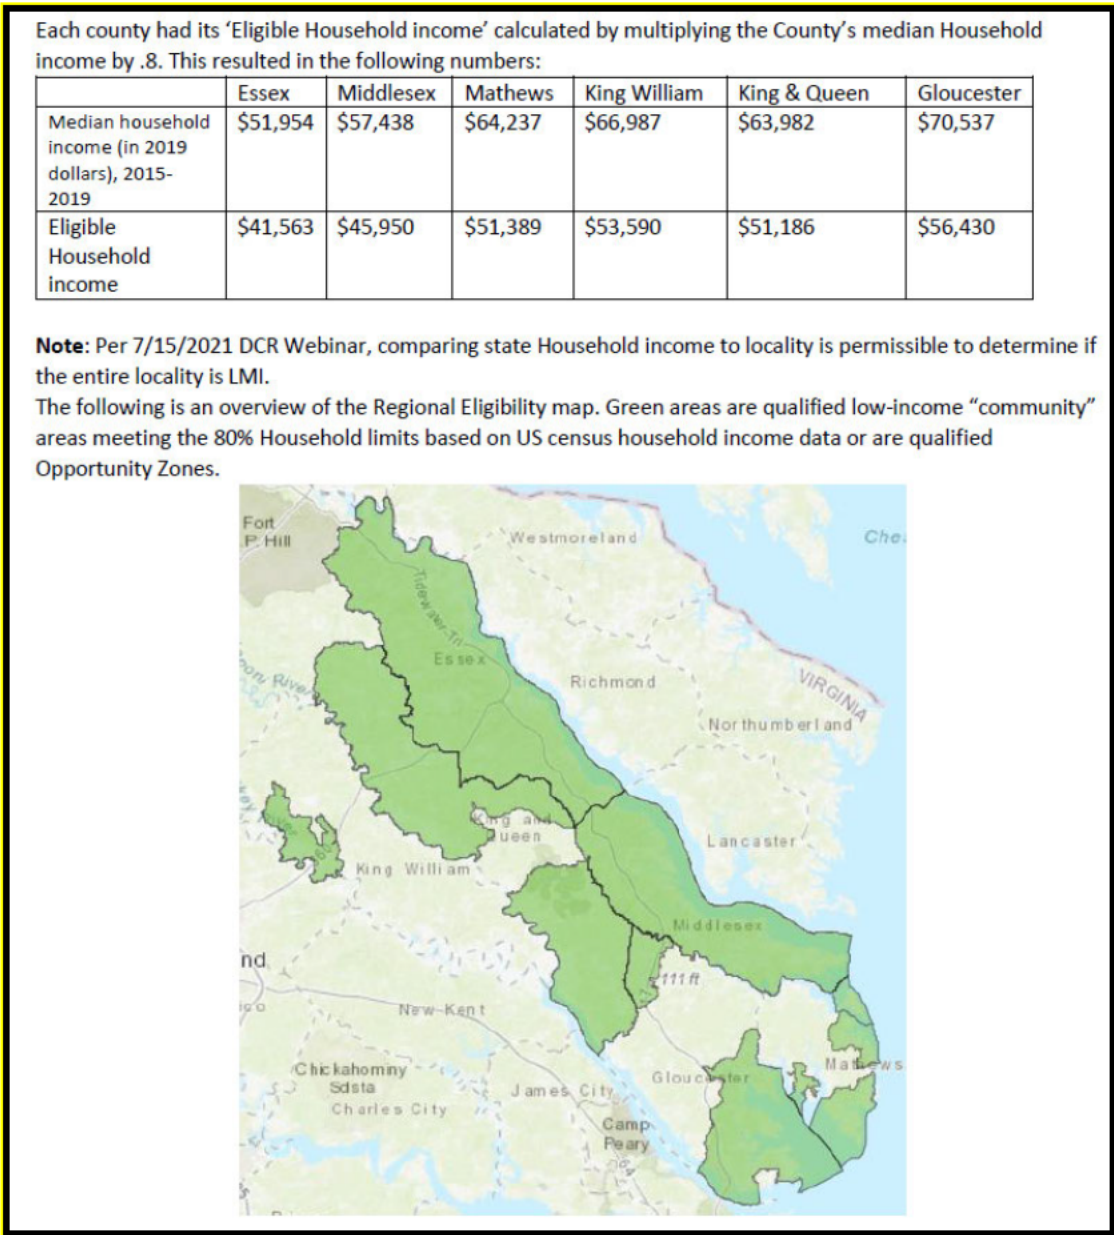 Each county had its ‘Eligible Household income’ calculated by multiplying the County’s median Household
income by .8. This resulted in the following numbers:
Essex Middlesex Mathews King William King & Queen Gloucester
Median household income (in 2019 dollars), 2015-2019 $51,954 $57,438 $64,237 $66,987 $63,982 $70,537
Eligible Household income $41,563 $45,950 $51,389 $53,590 $51,186 $56,430
Note: Per 7/15/2021 DCR Webinar, comparing state Household income to locality is permissible to determine if
the entire locality is LMI.
The following is an overview of the Regional Eligibility map. Green areas are qualified low-income “community”
areas meeting the 80% Household limits based on US census household income data or are qualified
Opportunity Zones.
Fort
P. Hill
Westmoreland
Che
Tidewater-Trl
Essex
Richmond
VIRGINIA
Northumberland
River
King and
Queen
Lancaster
King William
Middlesex
nd
111 ft
17
ico
New Kent
Mathews
Chickahominy
Sdsta
Gloucester
James City
Charles City
Camp
Peary
64